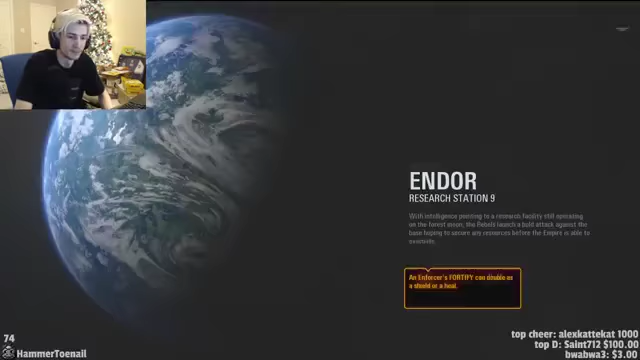 ENDOR
RESEARCH STATION 9
With intelligence pointing to a research facility still operating
on the forest moon, the Rebels launch a bold attack against the
base hoping to secure any resources before the Empire is able to
evacuate.
An Enforcer's FORTIFY can double as
a shield or a heal.
74
HammerToenail
top cheer: alexkattekat 1000
top D: Saint712 $100.00
bwabwa3: $3.00